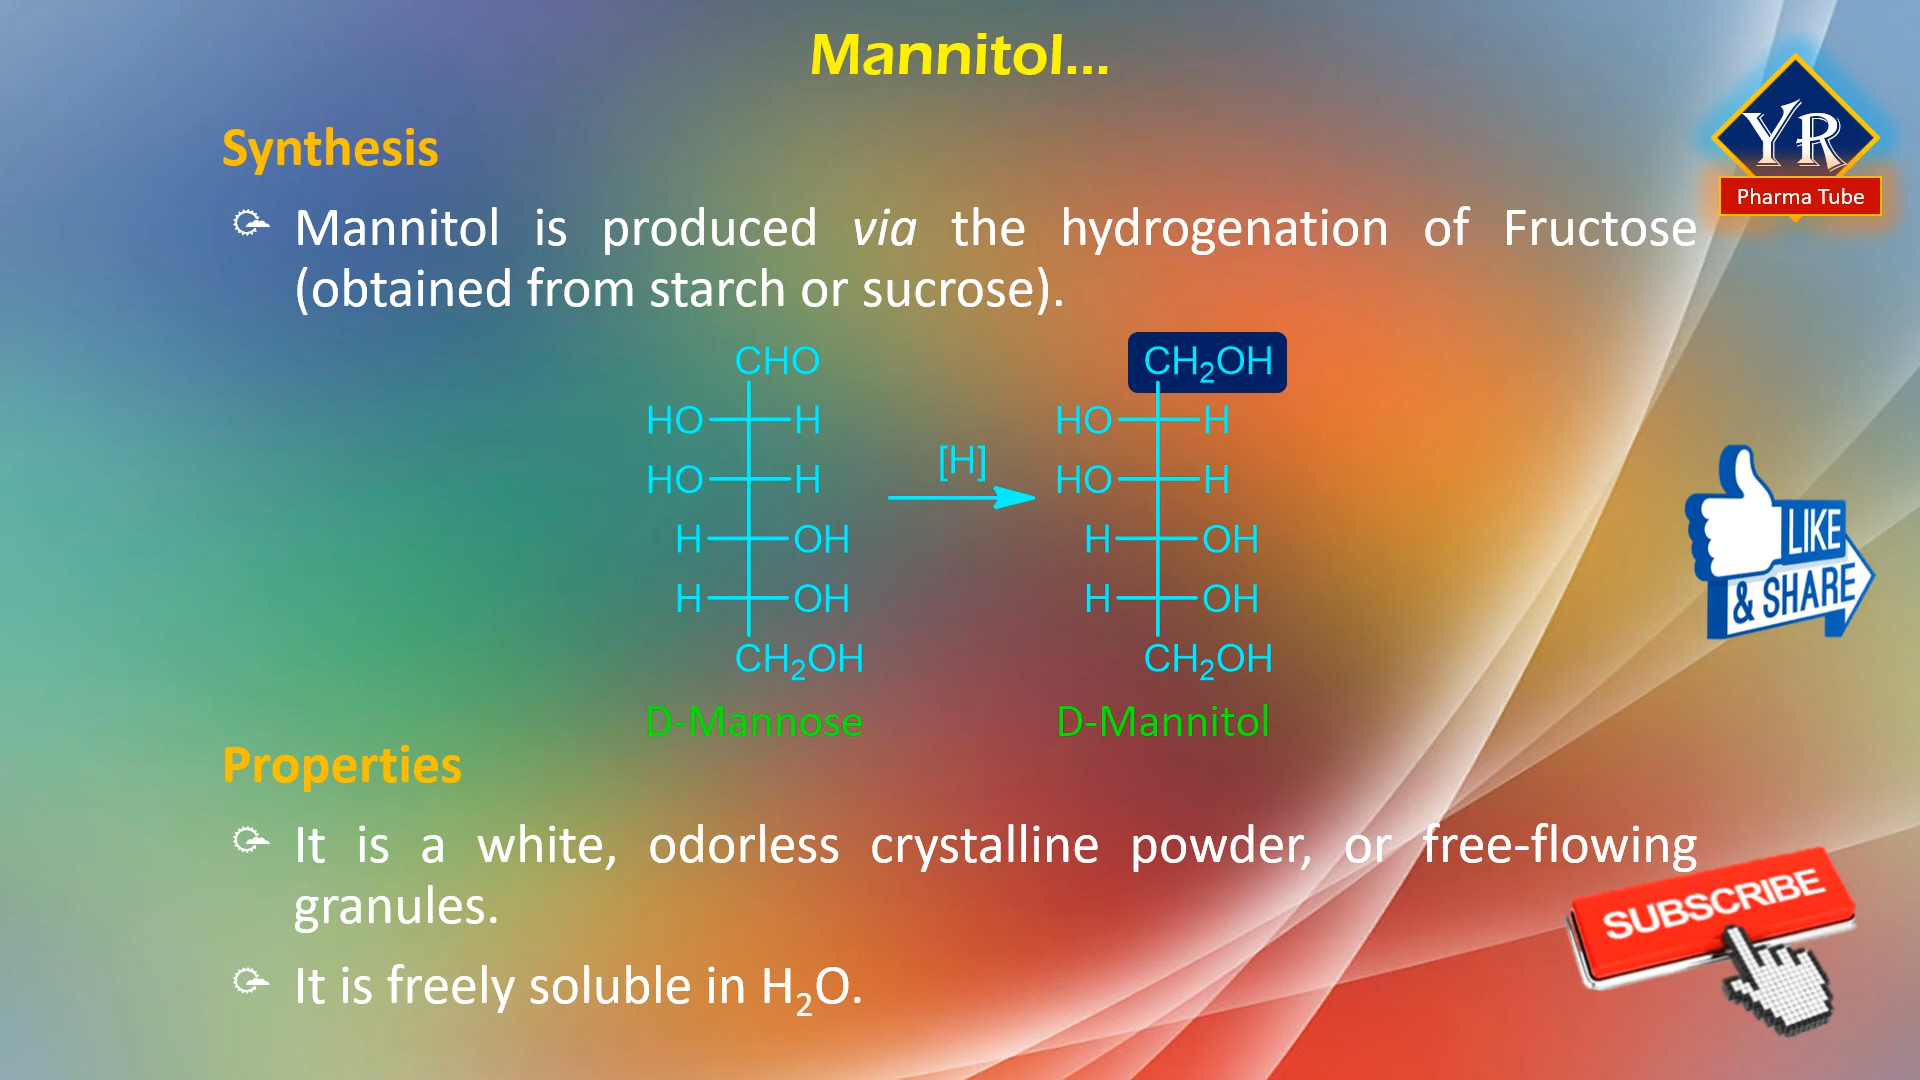 Mannitol...
YR
Pharma Tube
Synthesis
Mannitol is produced via the hydrogenation of Fructose
(obtained from starch or sucrose).
CHO
HO H
HO H
H OH
H OH
CH₂OH
D-Mannose
[H]
CH₂OH
HO H
HO H
H OH
H OH
CH₂OH
D-Mannitol
LIKE
& SHARE
Properties
It is a white, odorless crystalline powder, or free-flowing
granules.
It is freely soluble in H₂O.
SUBSCRIBE